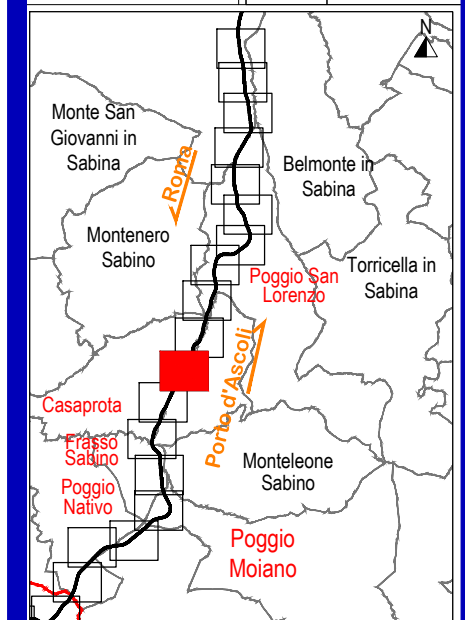 N
Monte San
Giovanni in
Sabina
Roma
Belmonte in
Sabina
Montenero
Sabino
Poggio San
Lorenzo
Torricella in
Sabina
Porto d'Ascoli
Casaprota
Frasso
Sabino
Monteleone
Sabino
Poggio
Nativo
Poggio
Moiano